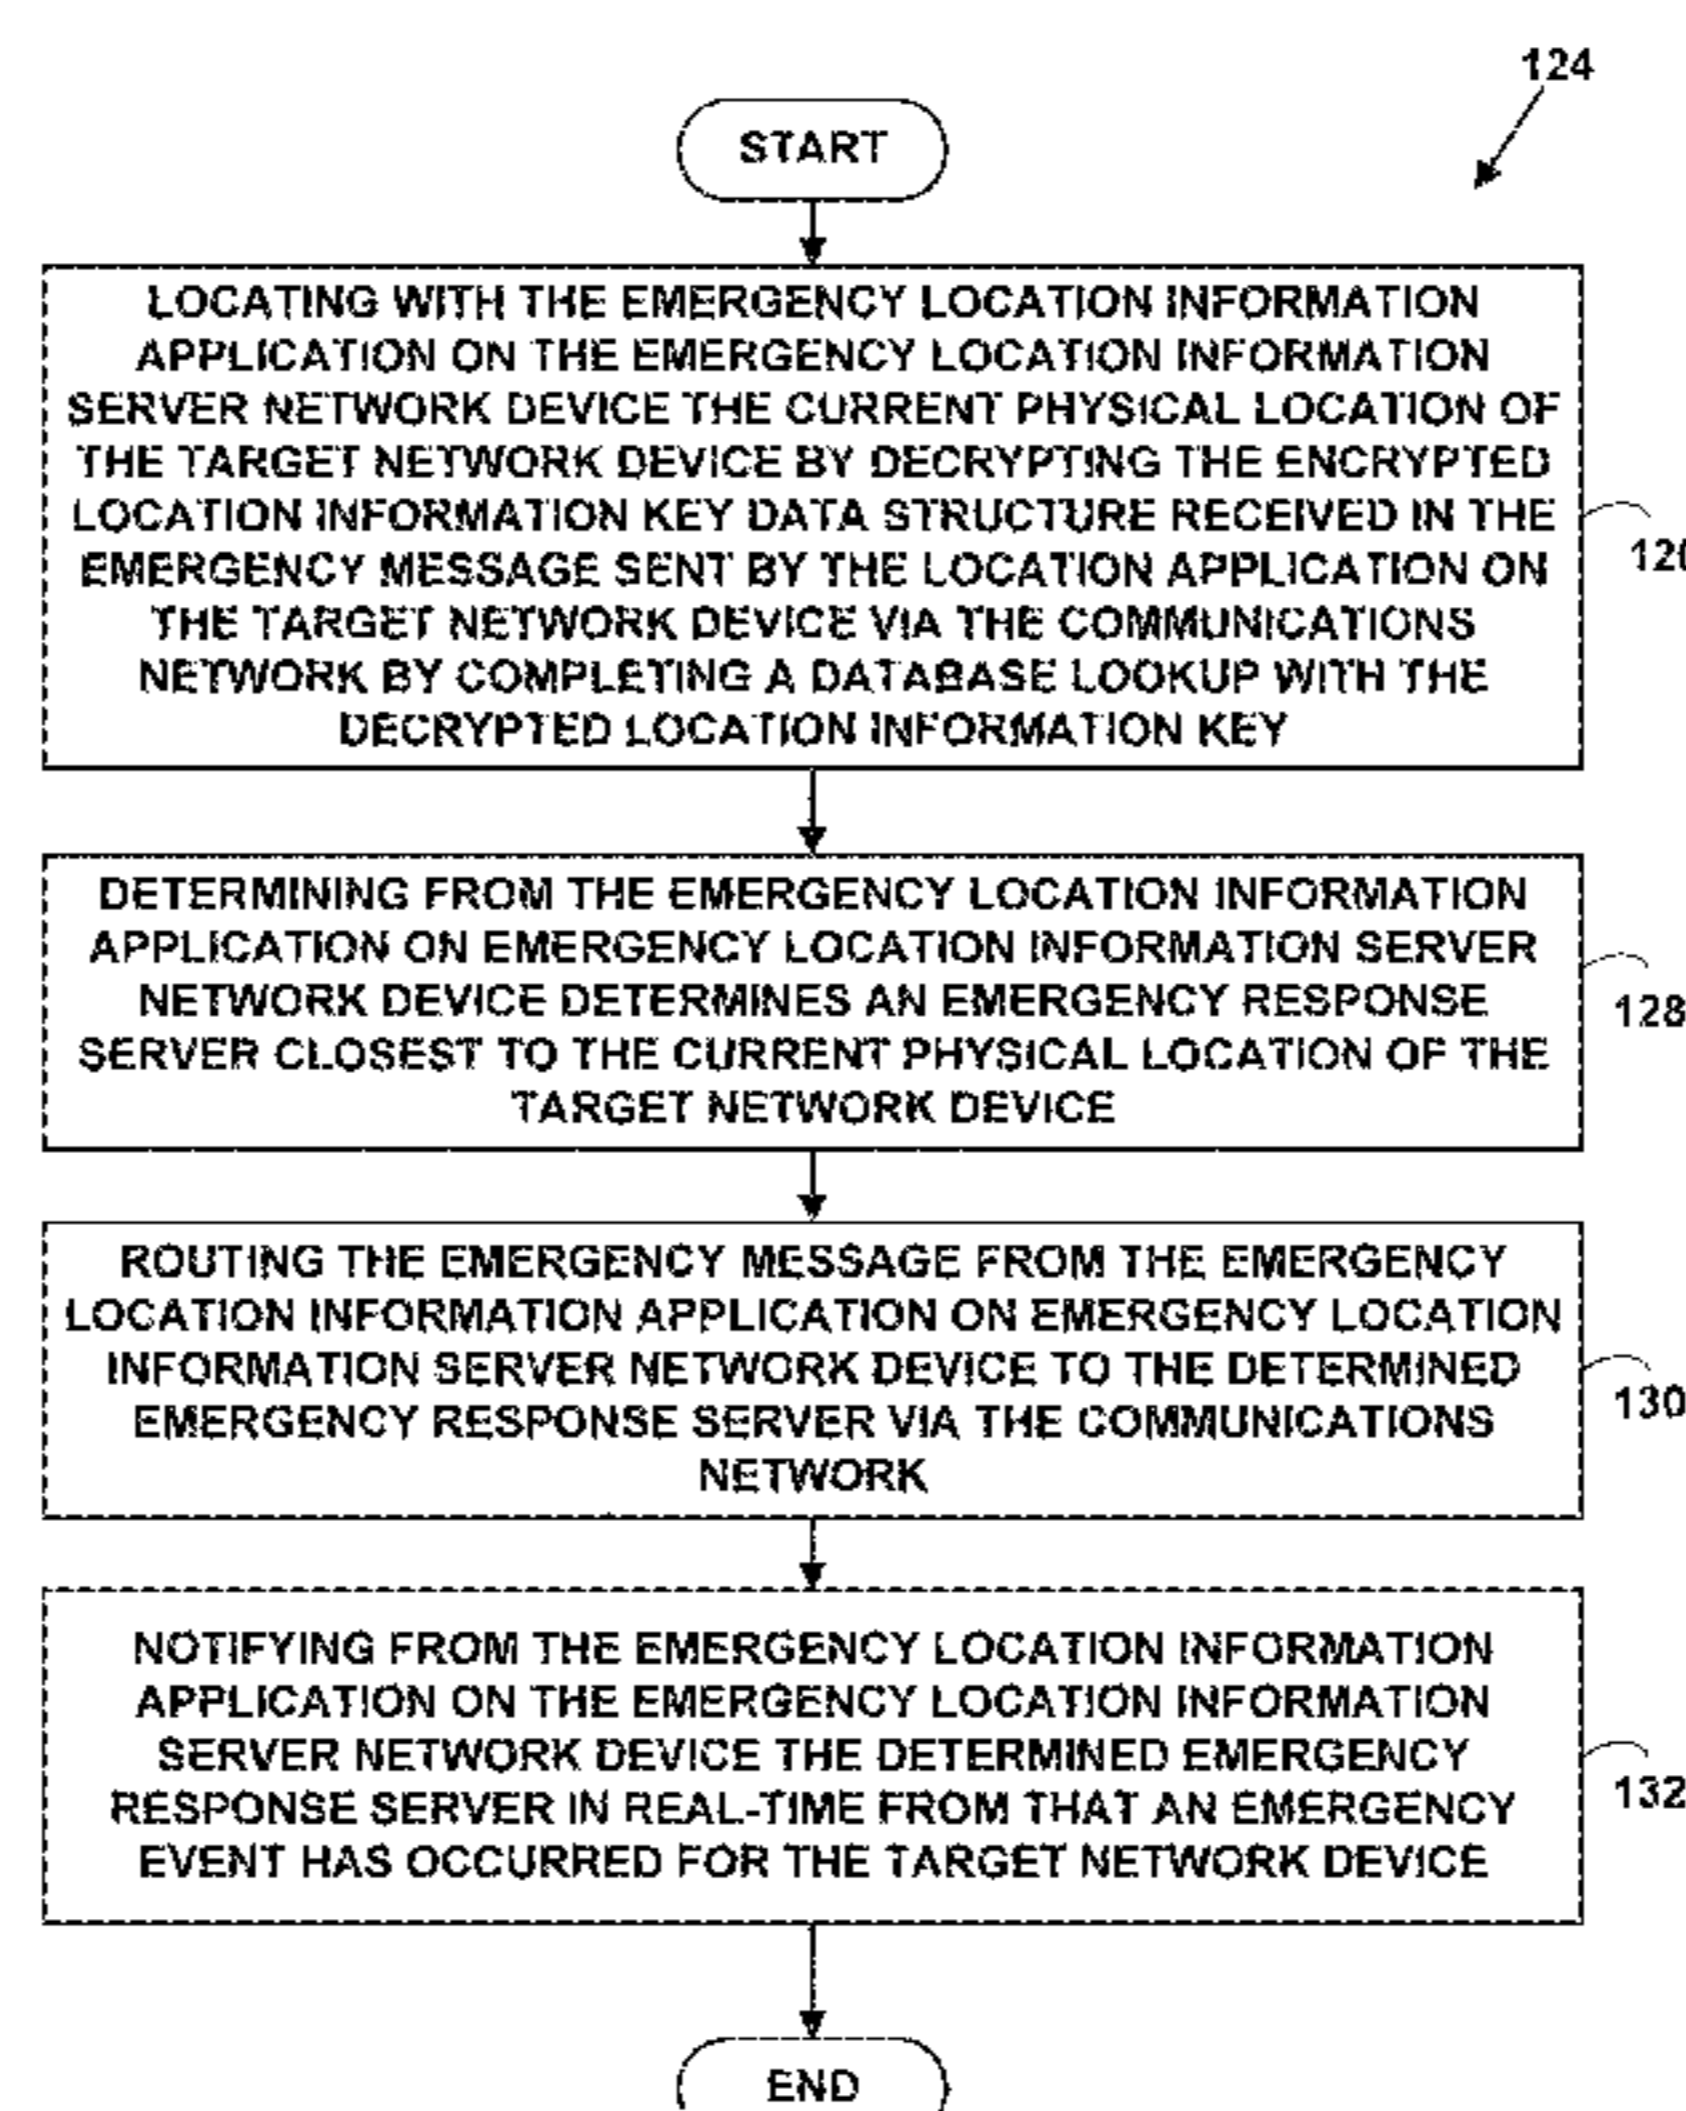 124
START
LOCATING WITH THE EMERGENCY LOCATION INFORMATION
APPLICATION ON THE EMERGENCY LOCATION INFORMATION
SERVER NETWORK DEVICE THE CURRENT PHYSICAL LOCATION OF
THE TARGET NETWORK DEVICE BY DECRYPTING THE ENCRYPTED
LOCATION INFORMATION KEY DATA STRUCTURE RECEIVED IN THE
EMERGENCY MESSAGE SENT BY THE LOCATION APPLICATION ON
THE TARGET NETWORK DEVICE VIA THE COMMUNICATIONS
NETWORK BY COMPLETING A DATABASE LOOKUP WITH THE
DECRYPTED LOCATION INFORMATION KEY
DETERMINING FROM THE EMERGENCY LOCATION INFORMATION
APPLICATION ON EMERGENCY LOCATION INFORMATION SERVER
NETWORK DEVICE DETERMINES AN EMERGENCY RESPONSE
SERVER CLOSEST TO THE CURRENT PHYSICAL LOCATION OF THE
TARGET NETWORK DEVICE
128
ROUTING THE EMERGENCY MESSAGE FROM THE EMERGENCY
LOCATION INFORMATION APPLICATION ON EMERGENCY LOCATION
INFORMATION SERVER NETWORK DEVICE TO THE DETERMINED
EMERGENCY RESPONSE SERVER VIA THE COMMUNICATIONS
NETWORK
130
NOTIFYING FROM THE EMERGENCY LOCATION INFORMATION
APPLICATION ON THE EMERGENCY LOCATION INFORMATION
SERVER NETWORK DEVICE THE DETERMINED EMERGENCY
RESPONSE SERVER IN REAL-TIME FROM THAT AN EMERGENCY
EVENT HAS OCCURRED FOR THE TARGET NETWORK DEVICE
132
END